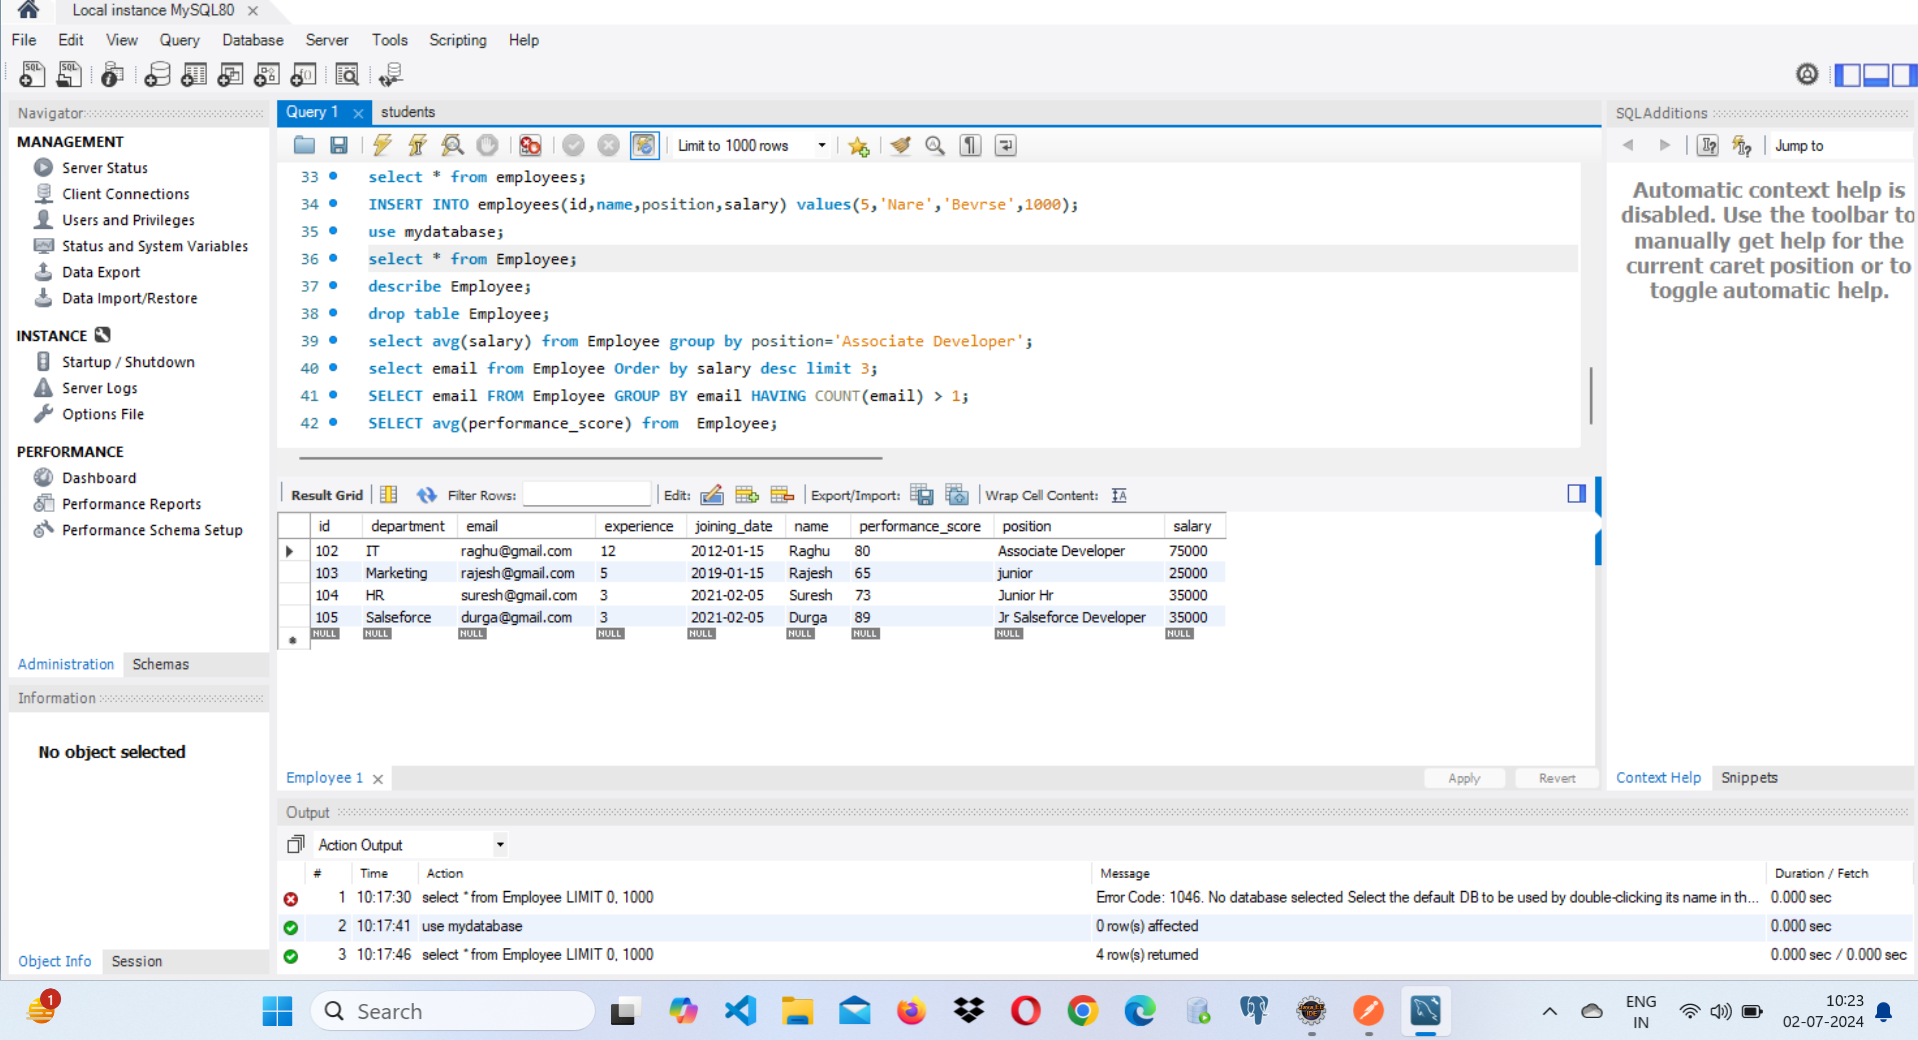 Local instance MySQL80
File Edit View Query Database Server Tools Scripting Help
Navigator
MANAGEMENT
Server Status
Client Connections
Users and Privileges
Status and System Variables
Data Export
Data Import/Restore
INSTANCE
Startup / Shutdown
Server Logs
Options File
PERFORMANCE
Dashboard
Performance Reports
Performance Schema Setup
Administration Schemas
Information
No object selected
Object Info Session
Query 1 students
Limit to 1000 rows
33 select * from employees;
34 INSERT INTO employees(id,name,position,salary) values(5,'Nare','Bevrse',1000);
35 use mydatabase;
36 select * from Employee;
37 describe Employee;
38 drop table Employee;
39 select avg(salary) from Employee group by position='Associate Developer';
40 select email from Employee Order by salary desc limit 3;
41 SELECT email FROM Employee GROUP BY email HAVING COUNT(email) > 1;
42 SELECT avg(performance_score) from  Employee;
Result Grid Filter Rows: Edit: Export/Import: Wrap Cell Content:
id department email experience joining_date name performance_score position salary
102 IT raghu@gmail.com 12 2012-01-15 Raghu 80 Associate Developer 75000
103 Marketing rajesh@gmail.com 5 2019-01-15 Rajesh 65 junior 25000
104 HR suresh@gmail.com 3 2021-02-05 Suresh 73 Junior Hr 35000
105 Salseforce durga@gmail.com 3 2021-02-05 Durga 89 Jr Salseforce Developer 35000
NULL NULL NULL NULL NULL NULL NULL NULL NULL
Employee 1 Apply Revert
SQLAdditions
Jump to
Automatic context help is
disabled. Use the toolbar to
manually get help for the
current caret position or to
toggle automatic help.
Context Help Snippets
Output
Action Output
# Time Action Message Duration / Fetch
1 10:17:30 select * from Employee LIMIT 0, 1000 Error Code: 1046. No database selected Select the default DB to be used by double-clicking its name in th... 0.000 sec
2 10:17:41 use mydatabase 0 row(s) affected 0.000 sec
3 10:17:46 select * from Employee LIMIT 0, 1000 4 row(s) returned 0.000 sec / 0.000 sec
1
Search
ENG
IN
10:23
02-07-2024